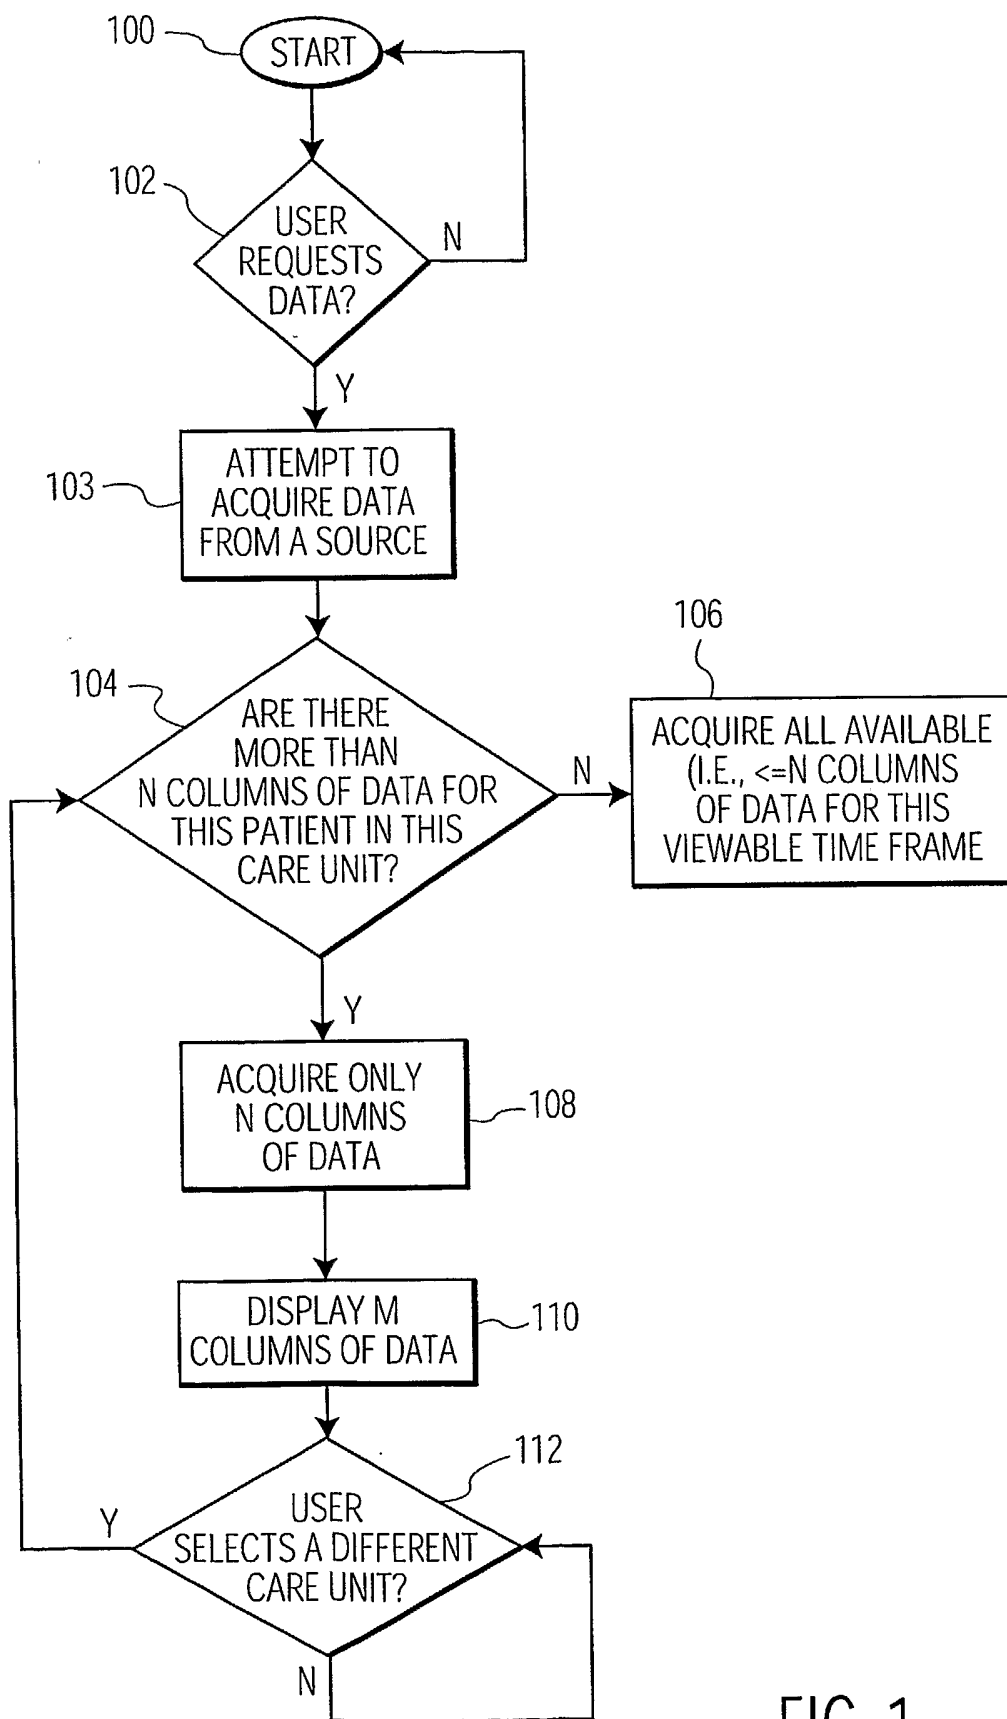 100
START
102
USER
REQUESTS
DATA?
N
Y
103
ATTEMPT TO
ACQUIRE DATA
FROM A SOURCE
104
ARE THERE
MORE THAN
N COLUMNS OF DATA FOR
THIS PATIENT IN THIS
CARE UNIT?
N
106
ACQUIRE ALL AVAILABLE
(I.E., <=N COLUMNS
OF DATA FOR THIS
VIEWABLE TIME FRAME
Y
ACQUIRE ONLY
N COLUMNS
OF DATA
108
DISPLAY M
COLUMNS OF DATA
110
112
USER
SELECTS A DIFFERENT
CARE UNIT?
Y
N
FIG. 1